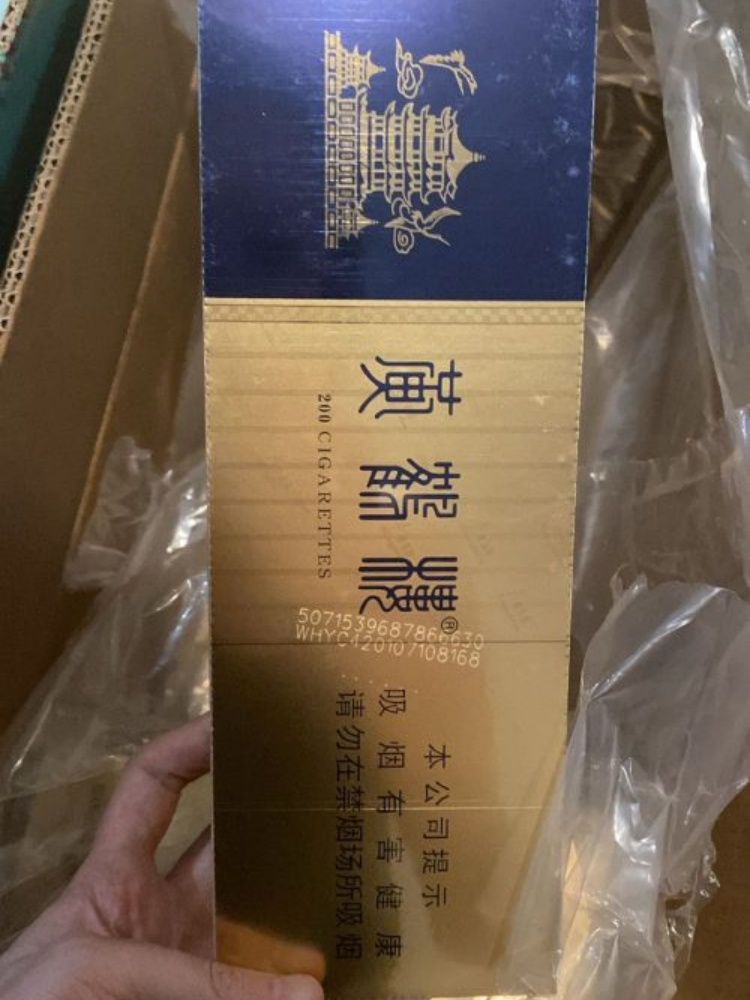 黄鹤楼®
200 CIGARETTES
5071539687866630
WHYC420107108168
本公司提示
吸烟有害健康
请勿在禁烟场所吸烟